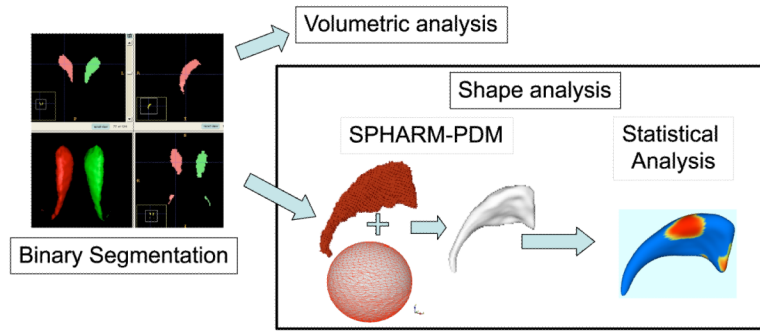 Volumetric analysis
Shape analysis
SPHARM-PDM
Statistical
Analysis
Binary Segmentation